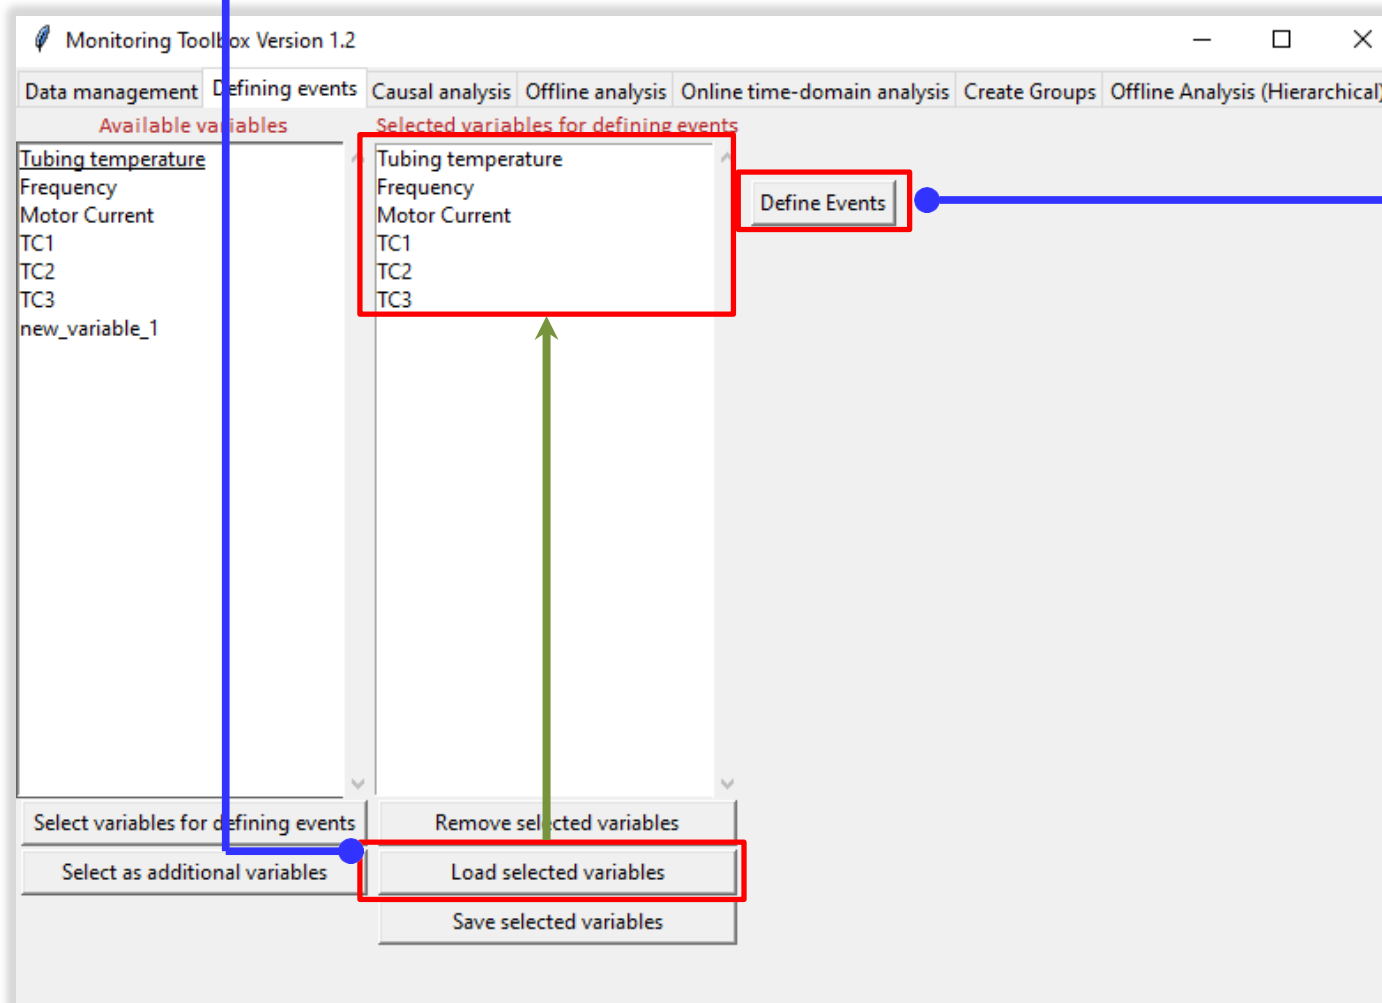 Monitoring Toolbox Version 1.2
Data management Defining events Causal analysis Offline analysis Online time-domain analysis Create Groups Offline Analysis (Hierarchical)
Available variables
Tubing temperature
Frequency
Motor Current
TC1
TC2
TC3
new_variable_1
Selected variables for defining events
Tubing temperature
Frequency
Motor Current
TC1
TC2
TC3
Define Events
Select variables for defining events
Select as additional variables
Remove selected variables
Load selected variables
Save selected variables